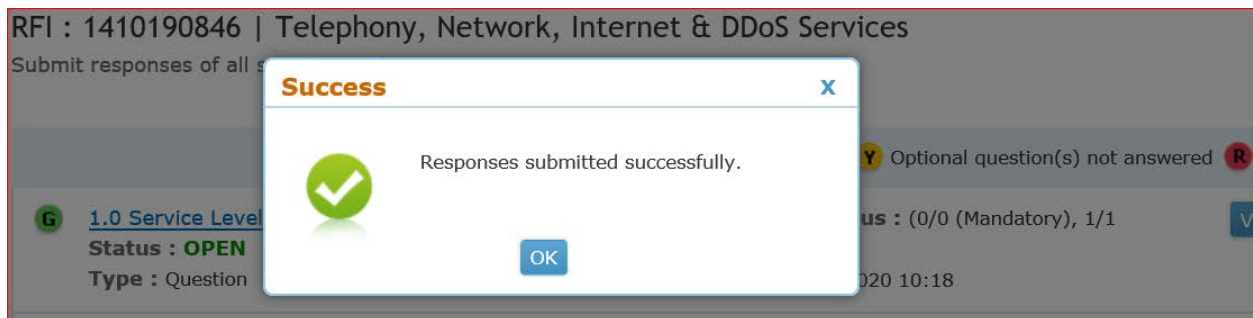 RFI : 1410190846 | Telephony, Network, Internet & DDoS Services
Submit responses of all
Success X
Responses submitted successfully.
Y Optional question(s) not answered R
G 1.0 Service Level us : (0/0 (Mandatory), 1/1 V
Status : OPEN
OK
Type : Question 020 10:18